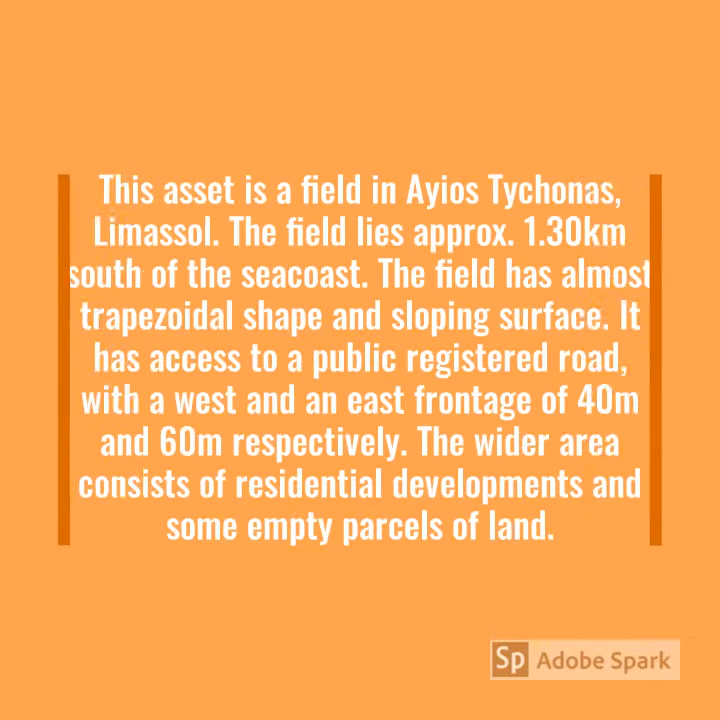 This asset is a field in Ayios Tychonas,
Limassol. The field lies approx. 1.30km
south of the seacoast. The field has almost
trapezoidal shape and sloping surface. It
has access to a public registered road,
with a west and an east frontage of 40m
and 60m respectively. The wider area
consists of residential developments and
some empty parcels of land.
Sp Adobe Spark